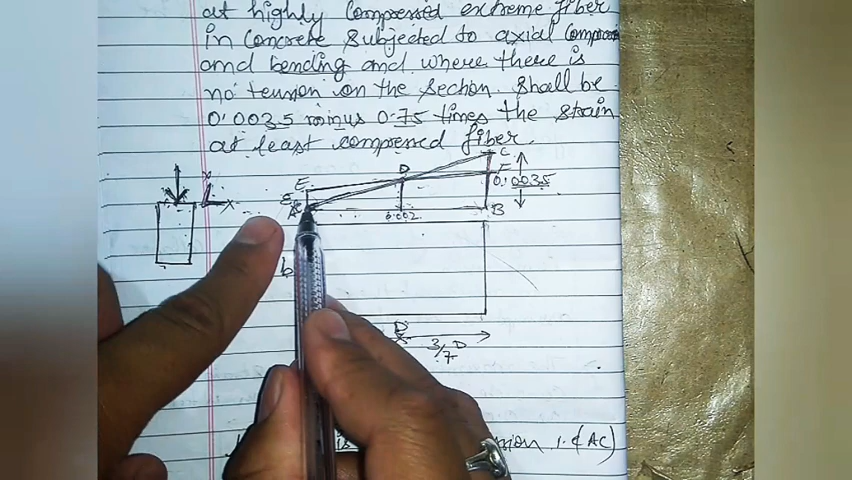 at highly compressed extreme fiber
in concrete subjected to axial compress
and bending and where there is
no tension on the section. Shall be
0.0035 minus 0.75 times the strain
at least compressed fiber.
E D C
F
0.0035
A 0.002 B
X
b
D
3/7 D
(AC)